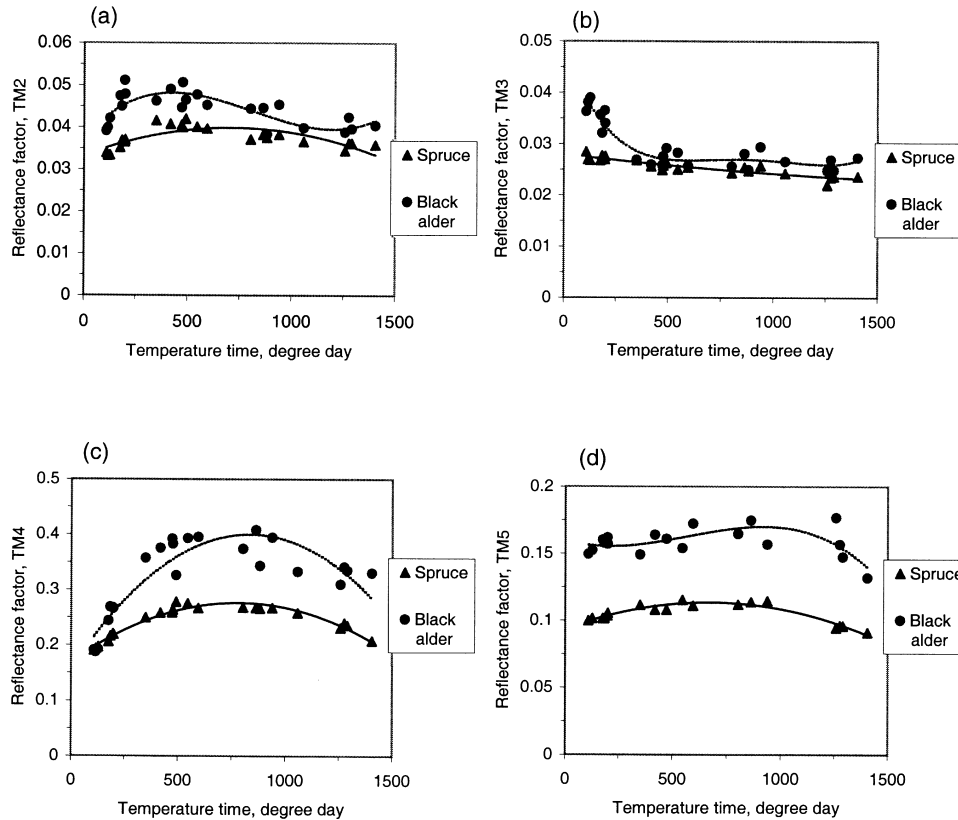 (a)
0.06
0.05
0.04
0.03
0.02
0.01
0
0
500
1000
1500
Reflectance factor, TM2
Temperature time, degree day
Spruce
Black
alder
(b)
0.05
0.04
0.03
0.02
0.01
0
0
500
1000
1500
Reflectance factor, TM3
Temperature time, degree day
Spruce
Black
alder
(c)
0.5
0.4
0.3
0.2
0.1
0
0
500
1000
1500
Reflectance factor, TM4
Temperature time, degree day
Spruce
Black
alder
(d)
0.2
0.15
0.1
0.05
0
0
500
1000
1500
Reflectance factor, TM5
Temperature time, degree day
Spruce
Black
alder